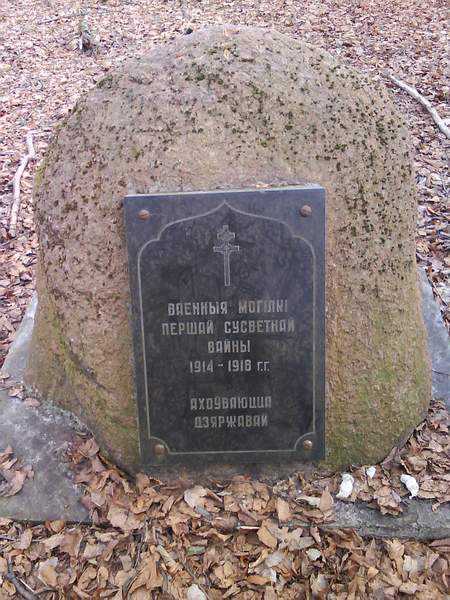 ВАЕННЫЯ МОГІЛКІ
ПЕРШАЙ СУСВЕТНАЙ
ВАЙНЫ
1914 - 1918 Г.Г.
АХОЎВАЮЦЦА
ДЗЯРЖАВАЙ